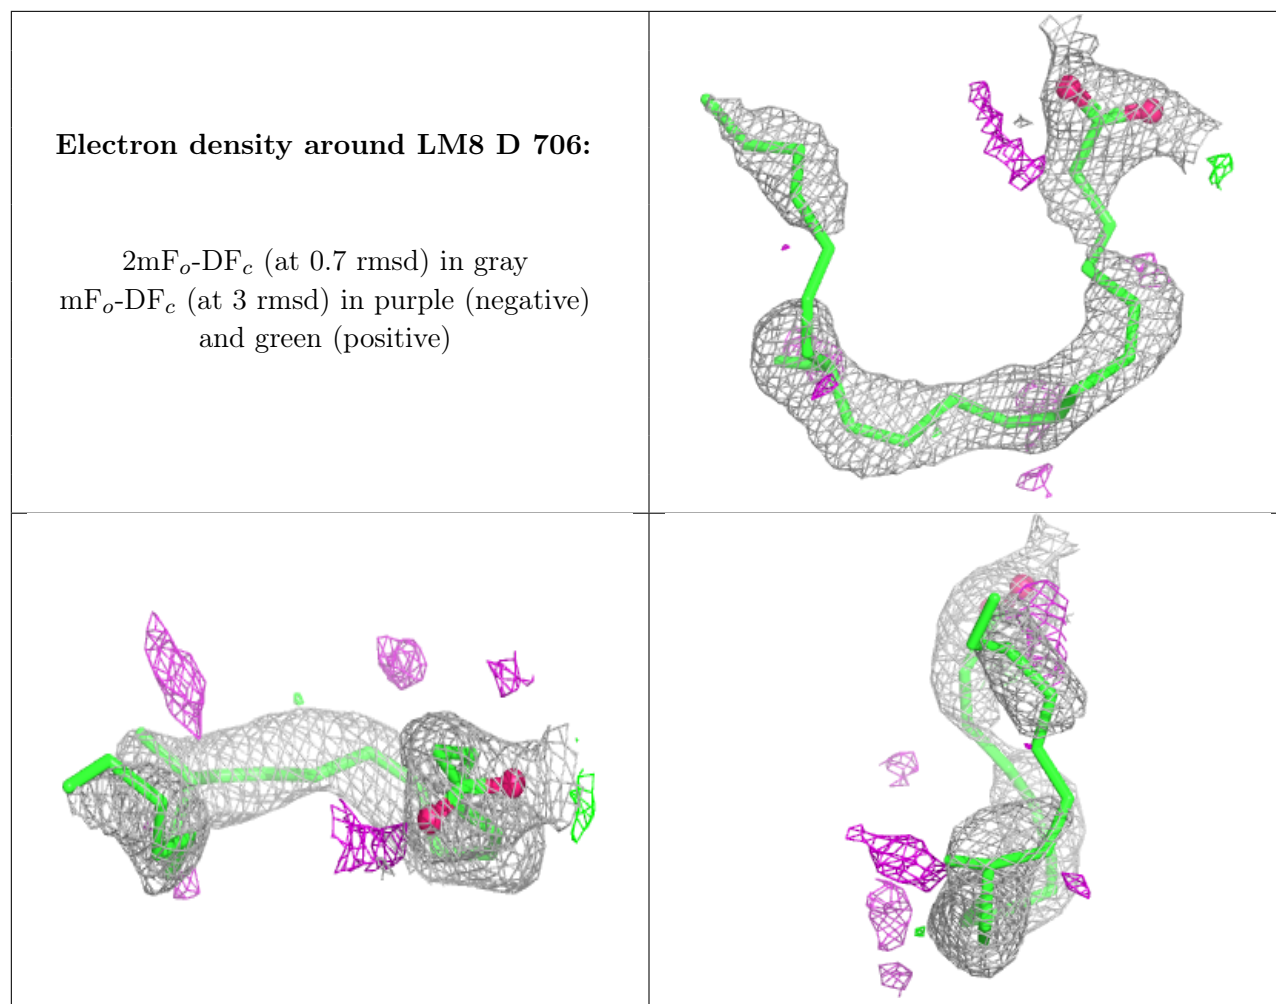 Electron density around LM8 D 706:
2mFo-DFc (at 0.7 rmsd) in gray
mFo-DFc (at 3 rmsd) in purple (negative)
and green (positive)